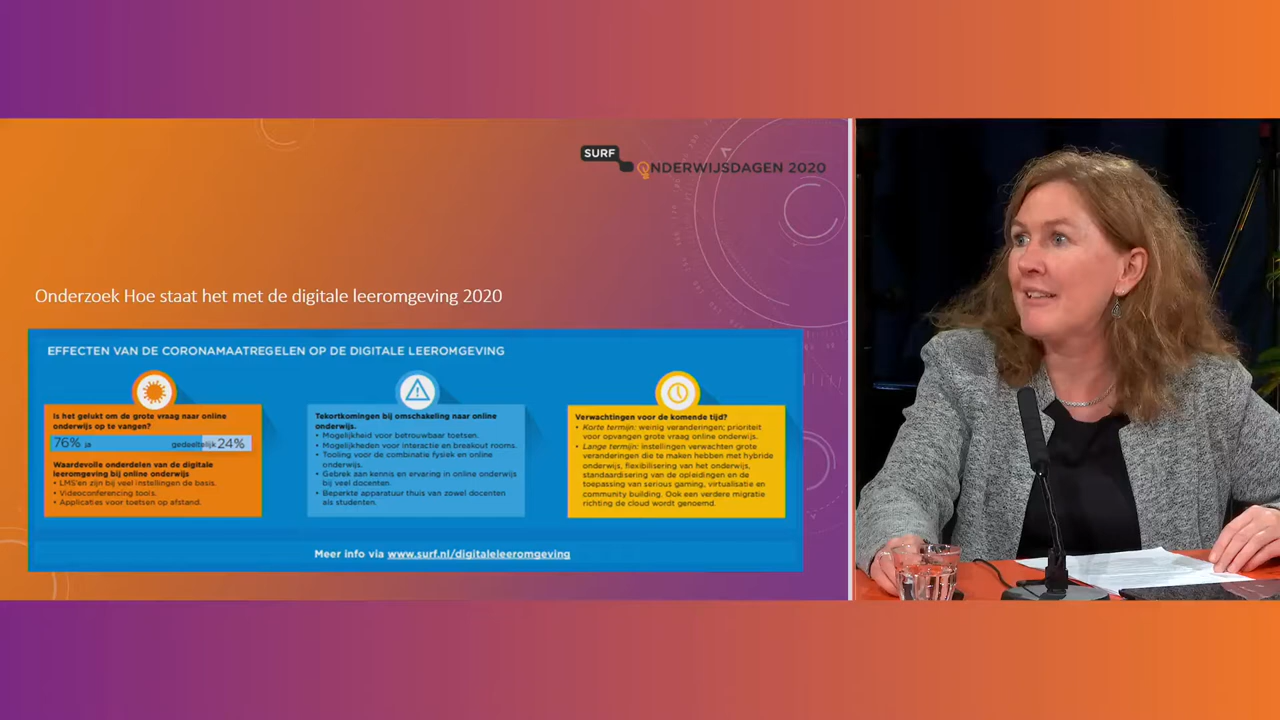 SURF
ONDERWIJSDAGEN 2020
Onderzoek Hoe staat het met de digitale leeromgeving 2020
EFFECTEN VAN DE CORONAMAATREGELEN OP DE DIGITALE LEEROMGEVING
Is het gelukt om de grote vraag naar online
onderwijs op te vangen?
76% ja gedeeltelijk 24%
Waardevolle onderdelen van de digitale
leeromgeving bij online onderwijs
• LMS'en zijn bij veel instellingen de basis.
• Videoconferencing tools.
• Applicaties voor toetsen op afstand.
Tekortkomingen bij omschakeling naar online
onderwijs.
• Mogelijkheid voor betrouwbaar toetsen.
• Mogelijkheden voor interactie en breakout rooms.
• Tooling voor de combinatie fysiek en online
onderwijs.
• Gebrek aan kennis en ervaring in online onderwijs
bij veel docenten.
• Beperkte apparatuur thuis van zowel docenten
als studenten.
Verwachtingen voor de komende tijd?
• Korte termijn: weinig veranderingen; prioriteit
voor opvangen grote vraag online onderwijs.
• Lange termijn: instellingen verwachten grote
veranderingen die te maken hebben met hybride
onderwijs, flexibilisering van het onderwijs,
standaardisering van de opleidingen en de
toepassing van serious gaming, virtualisatie en
community building. Ook een verdere migratie
richting de cloud wordt genoemd.
Meer info via www.surf.nl/digitaleleeromgeving